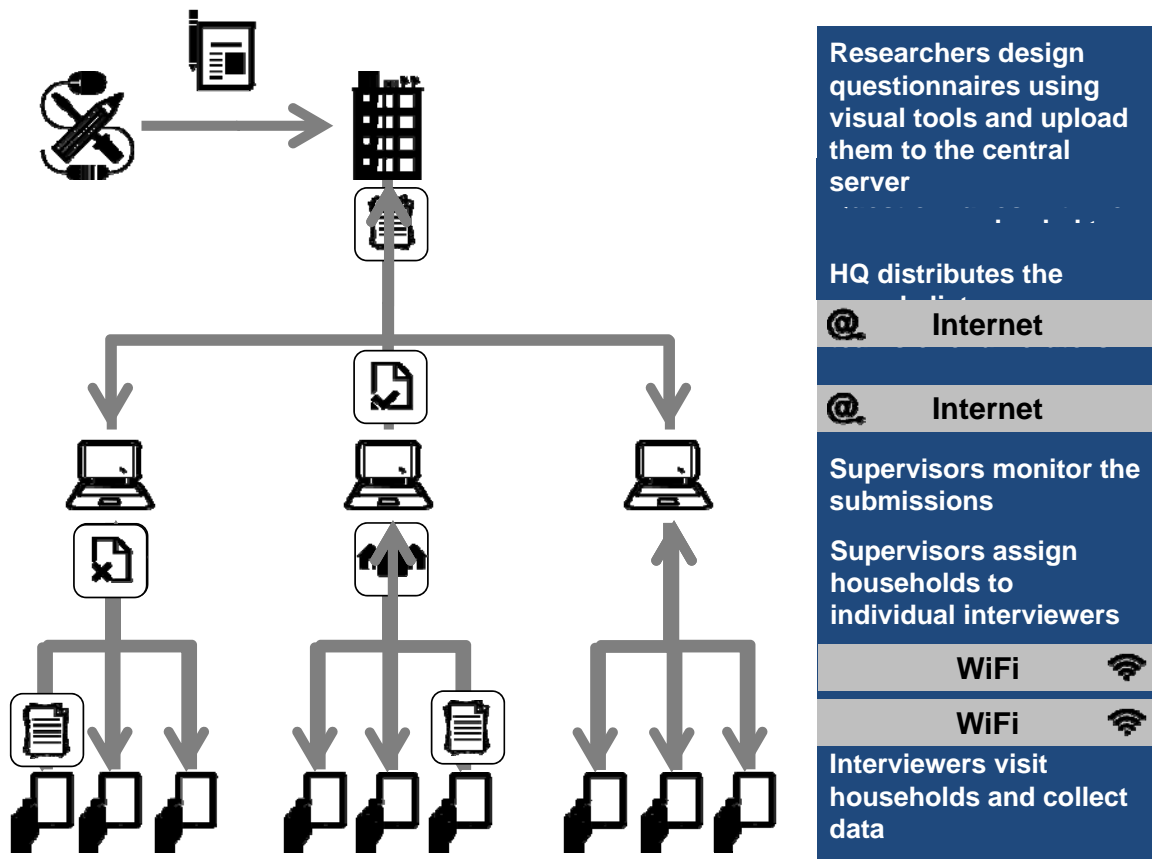 Researchers design
questionnaires using
visual tools and upload
them to the central
server
HQ distributes the
Internet
Internet
Supervisors monitor the
submissions
Supervisors assign
households to
individual interviewers
WiFi
WiFi
Interviewers visit
households and collect
data